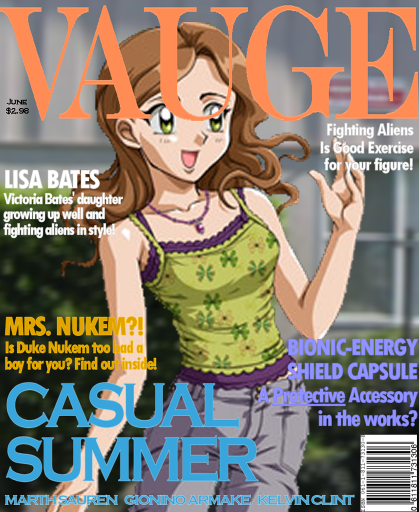 VAUGE
JUNE
$2.98
Fighting Aliens
Is Good Exercise
for your figure!
LISA BATES
Victoria Bates' daughter
growing up well and
fighting aliens in style!
MRS. NUKEM?!
Is Duke Nukem too bad a
boy for you? Find out inside!
BIONIC-ENERGY
SHIELD CAPSULE
A Protective Accessory
in the works?
CASUAL
SUMMER
MARTH SAUREN GIONINO ARMAKE KELVIN CLINT